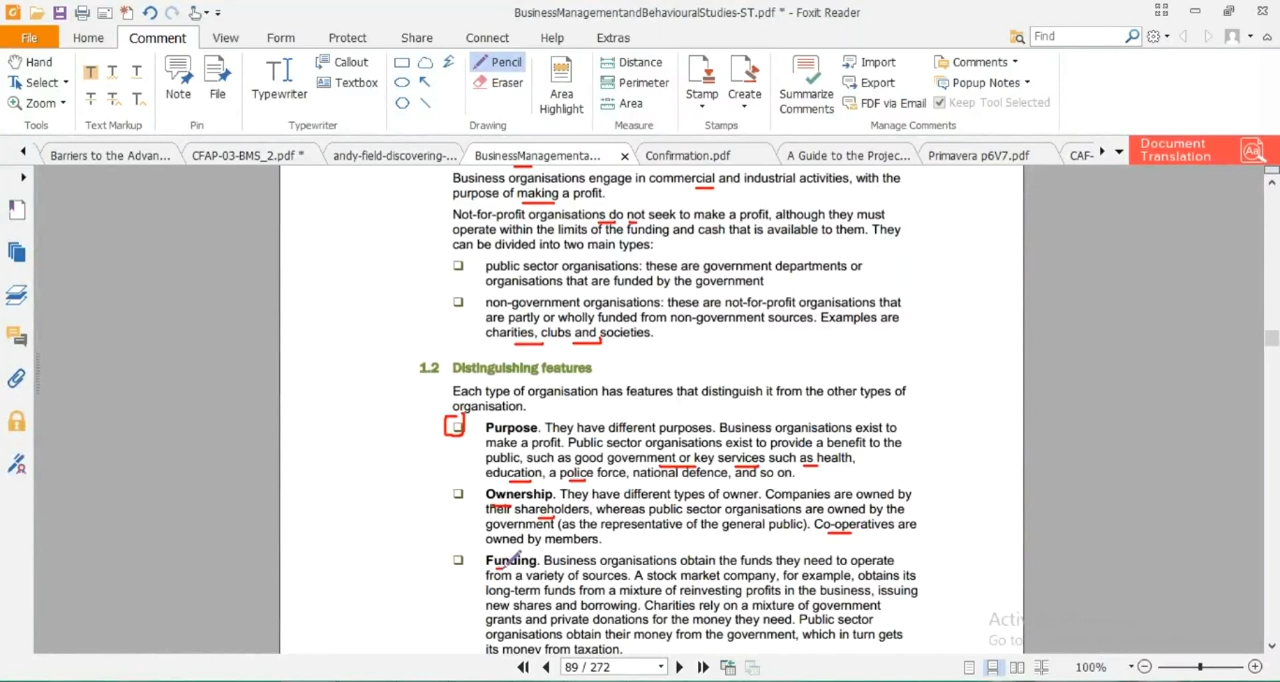 BusinessManagementandBehaviouralStudies-ST.pdf * - Foxit Reader
File Home Comment View Form Protect Share Connect Help Extras Find
Hand Callout Pencil Distance Import Comments
Select Textbox Eraser Perimeter Export Popup Notes
Zoom Note File Typewriter Area Highlight Area Stamp Create Summarize Comments FDF via Email Keep Tool Selected
Tools Text Markup Pin Typewriter Drawing Measure Stamps Manage Comments
Barriers to the Advan... CFAP-03-BMS_2.pdf * andy-field-discovering-... BusinessManagementa... Confirmation.pdf A Guide to the Projec... Primavera p6V7.pdf CAF- Document Translation
Business organisations engage in commercial and industrial activities, with the
purpose of making a profit.
Not-for-profit organisations do not seek to make a profit, although they must
operate within the limits of the funding and cash that is available to them. They
can be divided into two main types:
public sector organisations: these are government departments or
organisations that are funded by the government
non-government organisations: these are not-for-profit organisations that
are partly or wholly funded from non-government sources. Examples are
charities, clubs and societies.
1.2 Distinguishing features
Each type of organisation has features that distinguish it from the other types of
organisation.
Purpose. They have different purposes. Business organisations exist to
make a profit. Public sector organisations exist to provide a benefit to the
public, such as good government or key services such as health,
education, a police force, national defence, and so on.
Ownership. They have different types of owner. Companies are owned by
their shareholders, whereas public sector organisations are owned by the
government (as the representative of the general public). Co-operatives are
owned by members.
Funding. Business organisations obtain the funds they need to operate
from a variety of sources. A stock market company, for example, obtains its
long-term funds from a mixture of reinvesting profits in the business, issuing
new shares and borrowing. Charities rely on a mixture of government
grants and private donations for the money they need. Public sector
organisations obtain their money from the government, which in turn gets
its money from taxation.
Go to
89 / 272 100%